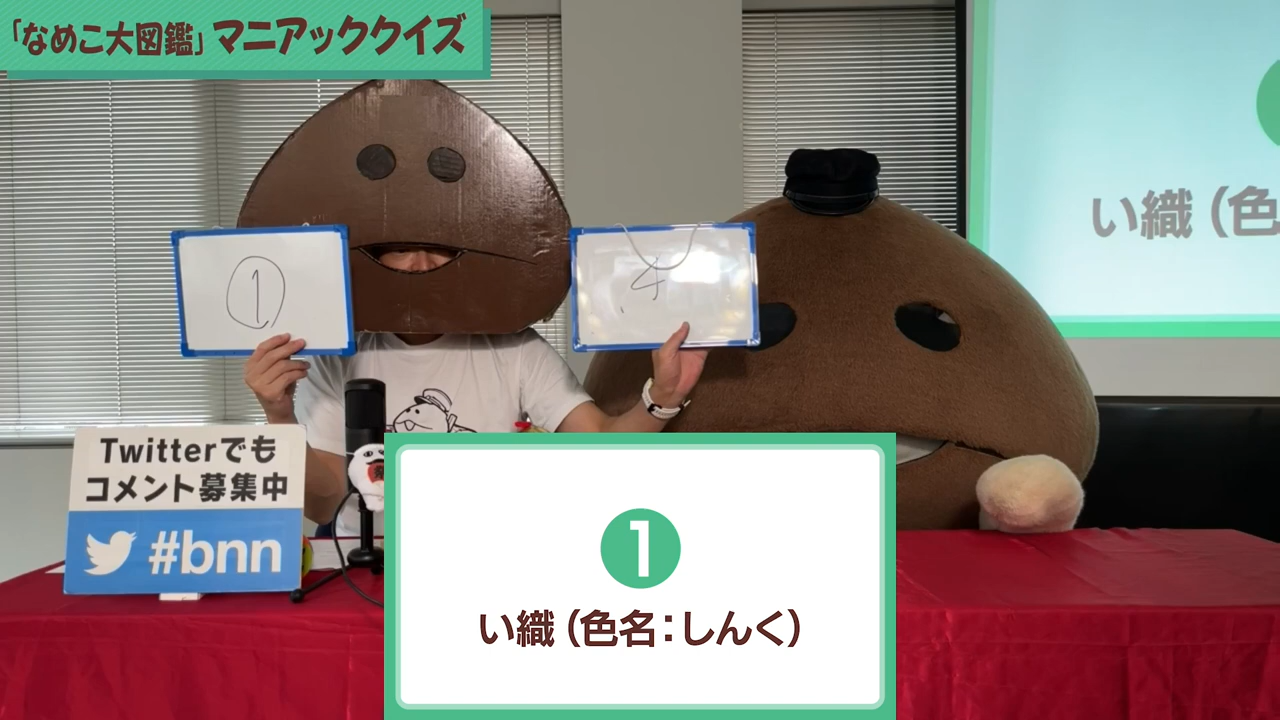 「なめこ大図鑑」マニアッククイズ
い織（色
①
4
Twitterでも
コメント募集中
#bnn
1
い織（色名：しんく）